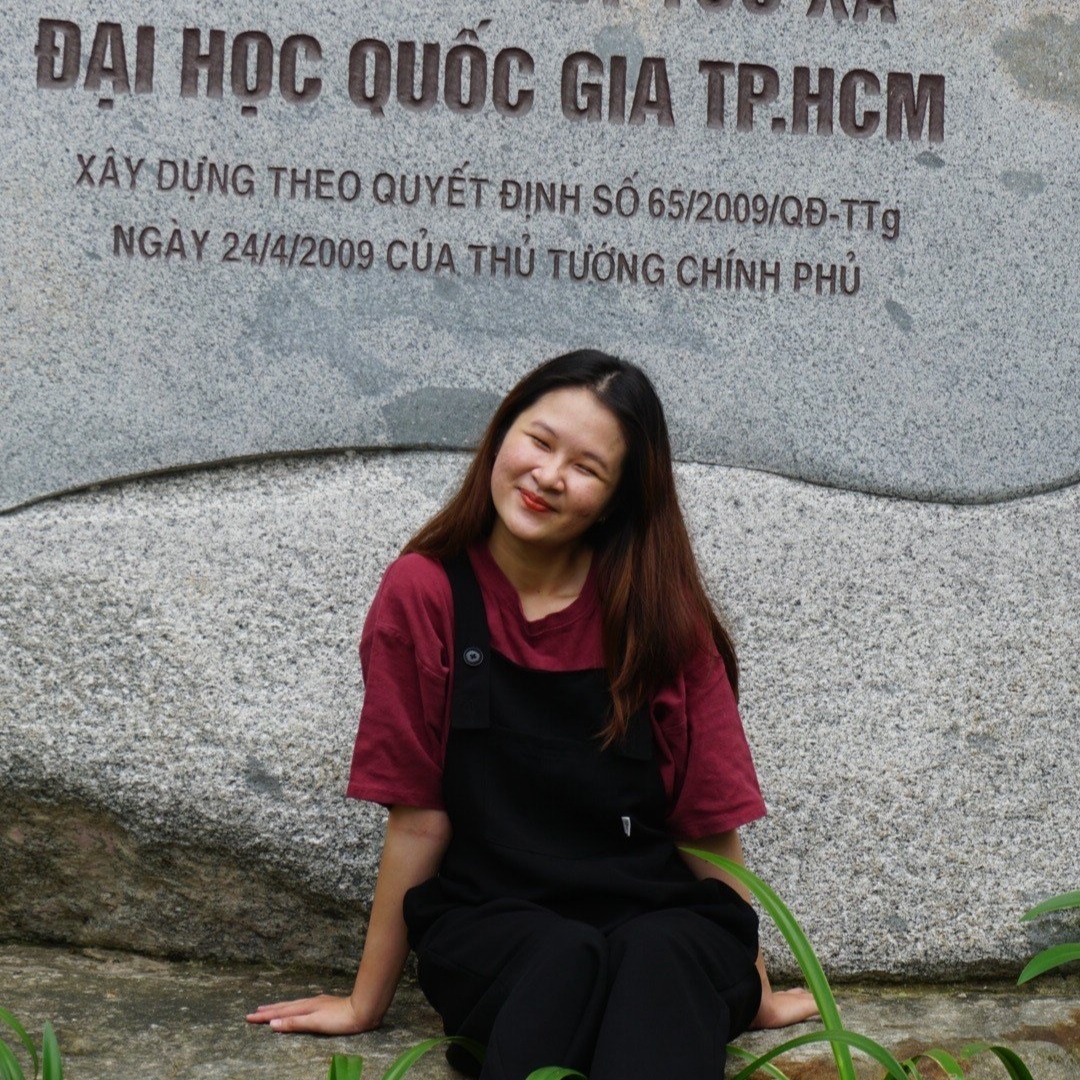 XÁ
ĐẠI HỌC QUỐC GIA TP.HCM
XÂY DỰNG THEO QUYẾT ĐỊNH SỐ 65/2009/QĐ-TTg
NGÀY 24/4/2009 CỦA THỦ TƯỚNG CHÍNH PHỦ